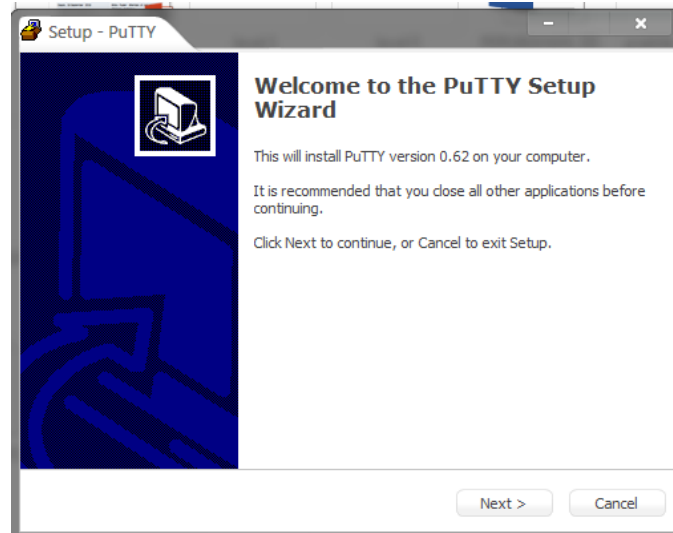 Setup - PuTTY
Welcome to the PuTTY Setup
Wizard
This will install PuTTY version 0.62 on your computer.
It is recommended that you close all other applications before
continuing.
Click Next to continue, or Cancel to exit Setup.
Next >
Cancel